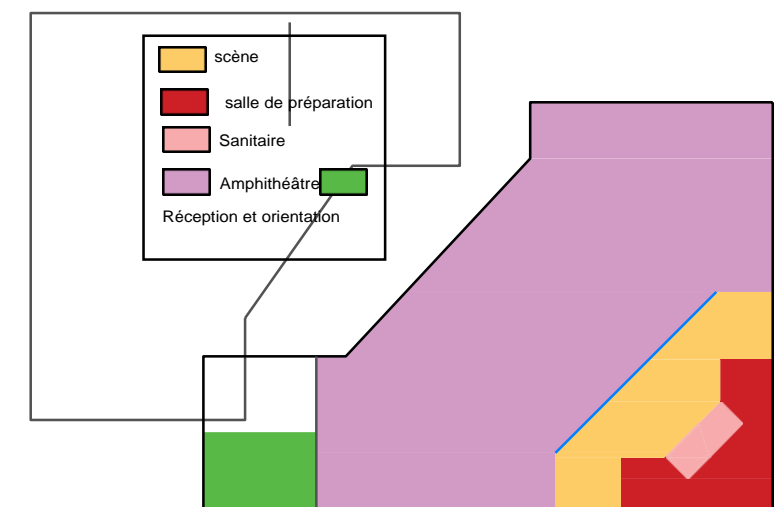 scène
salle de préparation
Sanitaire
Amphithéâtre
Réception et orientation